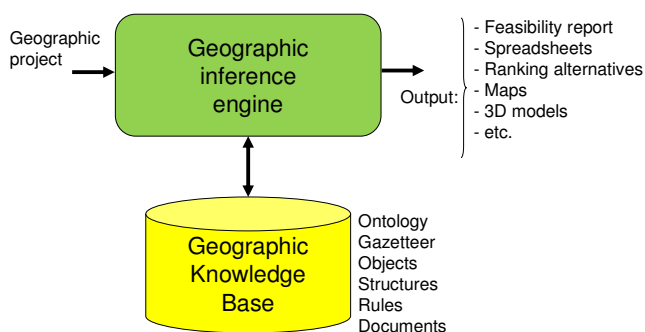 Geographic
project
Geographic
inference
engine
Output:
- Feasibility report
- Spreadsheets
- Ranking alternatives
- Maps
- 3D models
- etc.
Geographic
Knowledge
Base
Ontology
Gazetteer
Objects
Structures
Rules
Documents